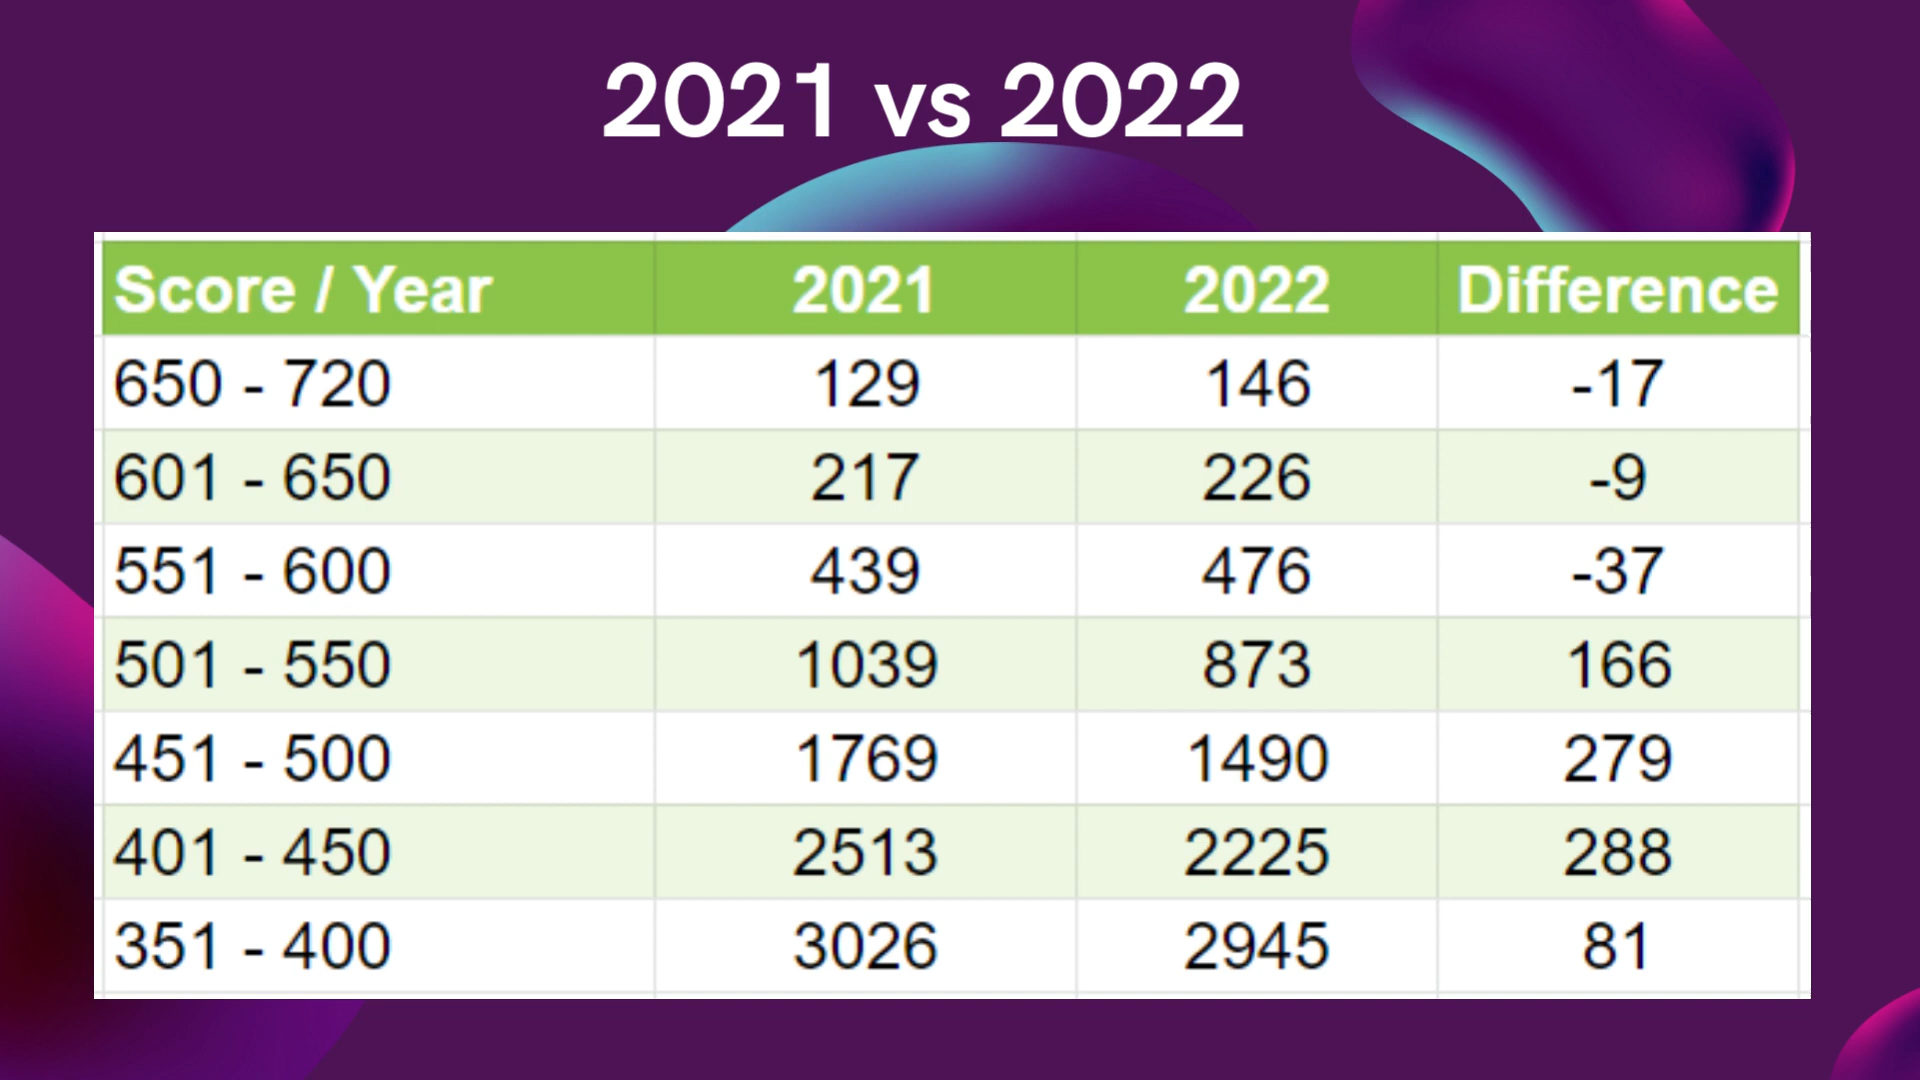 2021 vs 2022
Score / Year 2021 2022 Difference
650 - 720 129 146 -17
601 - 650 217 226 -9
551 - 600 439 476 -37
501 - 550 1039 873 166
451 - 500 1769 1490 279
401 - 450 2513 2225 288
351 - 400 3026 2945 81